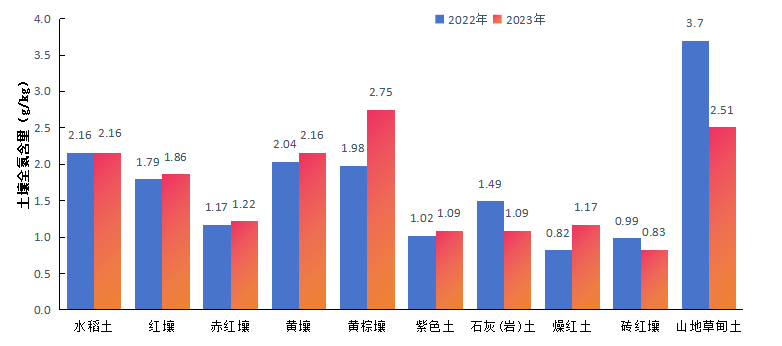 2022年 2023年
土壤全氮含里（g/kg）
4.0
3.5
3.0
2.5
2.0
1.5
1.0
0.5
0.0
2.16 2.16 1.79 1.86 1.17 1.22 2.04 2.16 1.98 2.75 1.02 1.09 1.49 1.09 0.82 1.17 0.99 0.83 3.7 2.51
水稻土 红壤 赤红壤 黄壤 黄棕壤 紫色土 石灰(岩)土 燥红土 砖红壤 山地草甸土